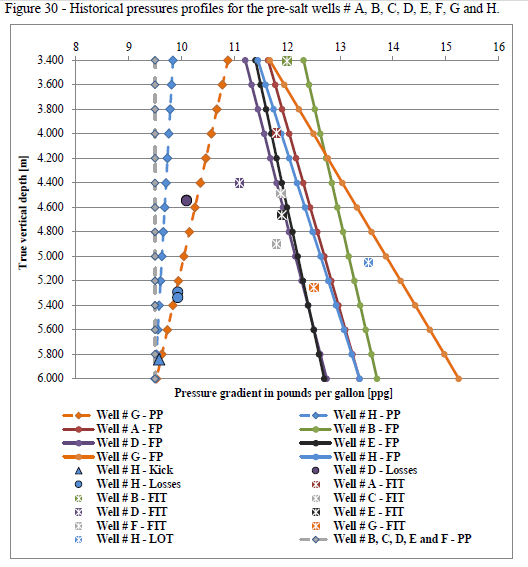 Figure 30 - Historical pressures profiles for the pre-salt wells # A, B, C, D, E, F, G and H.
8 9 10 11 12 13 14 15 16
3.400
3.600
3.800
4.000
4.200
4.400
4.600
4.800
5.000
5.200
5.400
5.600
5.800
6.000
True vertical depth [m]
Pressure gradient in pounds per gallon [ppg]
Well # G - PP Well # H - PP
Well # A - FP Well # B - FP
Well # D - FP Well # E - FP
Well # G - FP Well # H - FP
Well # H - Kick Well # D - Losses
Well # H - Losses Well # A - FIT
Well # B - FIT Well # C - FIT
Well # D - FIT Well # E - FIT
Well # F - FIT Well # G - FIT
Well # H - LOT Well # B, C, D, E and F - PP